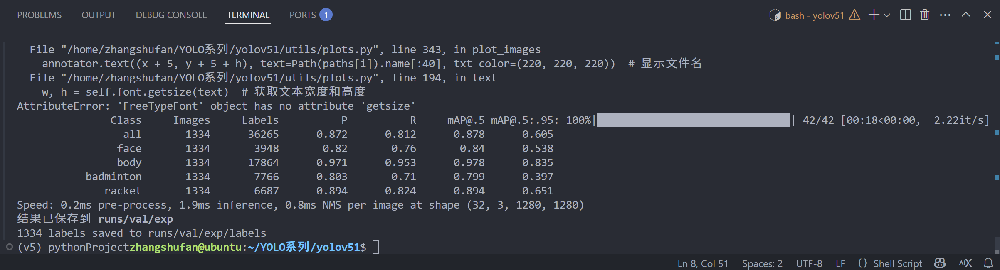 PROBLEMS OUTPUT DEBUG CONSOLE TERMINAL PORTS 1 bash - yolov51
File "/home/zhangshufan/YOLO系列/yolov51/utils/plots.py", line 343, in plot_images
annotator.text((x + 5, y + 5 + h), text=Path(paths[i]).name[:40], txt_color=(220, 220, 220)) # 显示文件名
File "/home/zhangshufan/YOLO系列/yolov51/utils/plots.py", line 194, in text
w, h = self.font.getsize(text) # 获取文本宽度和高度
AttributeError: 'FreeTypeFont' object has no attribute 'getsize'
Class Images Labels P R mAP@.5 mAP@.5:.95: 100%|██████████| 42/42 [00:18<00:00, 2.22it/s]
all 1334 36265 0.872 0.812 0.878 0.605
face 1334 3948 0.82 0.76 0.84 0.538
body 1334 17864 0.971 0.953 0.978 0.835
badminton 1334 7766 0.803 0.71 0.799 0.397
racket 1334 6687 0.894 0.824 0.894 0.651
Speed: 0.2ms pre-process, 1.9ms inference, 0.8ms NMS per image at shape (32, 3, 1280, 1280)
结果已保存到 runs/val/exp
1334 labels saved to runs/val/exp/labels
(v5) pythonProjectzhangshufan@ubuntu:~/YOLO系列/yolov51$
Ln 8, Col 51 Spaces: 2 UTF-8 LF {} Shell Script